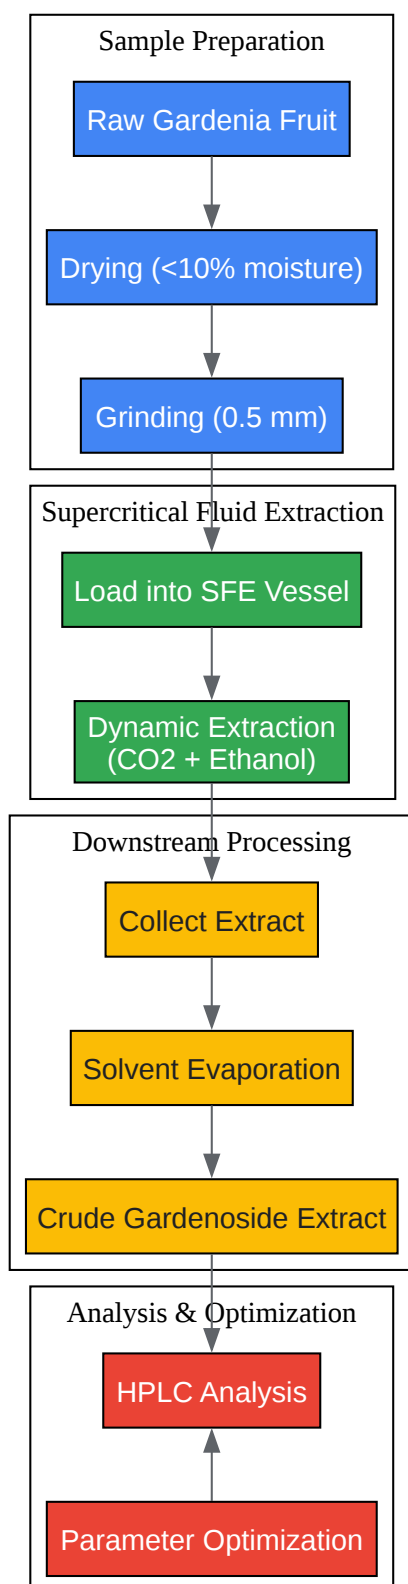 Sample Preparation
Raw Gardenia Fruit
Drying (<10% moisture)
Grinding (0.5 mm)
Supercritical Fluid Extraction
Load into SFE Vessel
Dynamic Extraction
(CO2 + Ethanol)
Downstream Processing
Collect Extract
Solvent Evaporation
Crude Gardenoside Extract
Analysis & Optimization
HPLC Analysis
Parameter Optimization